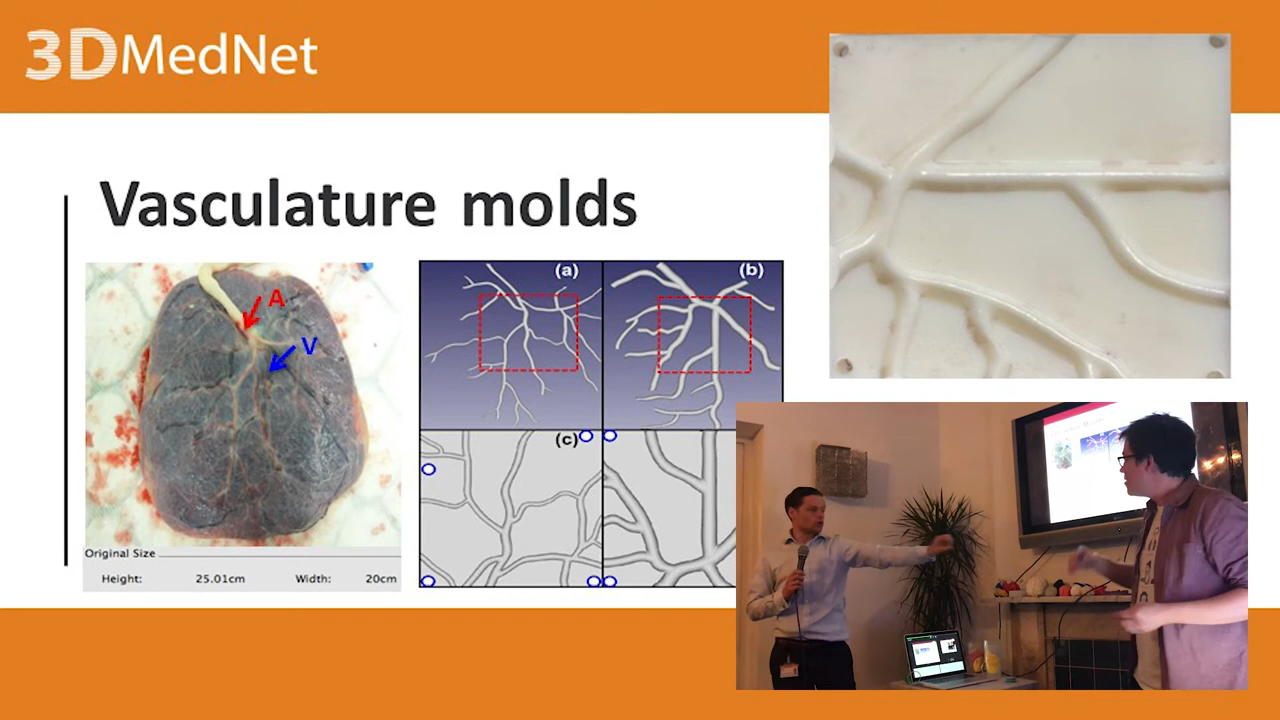 3DMedNet
Vasculature molds
A
V
Original Size
Height: 25.01cm Width: 20cm
(a)
(b)
(c)